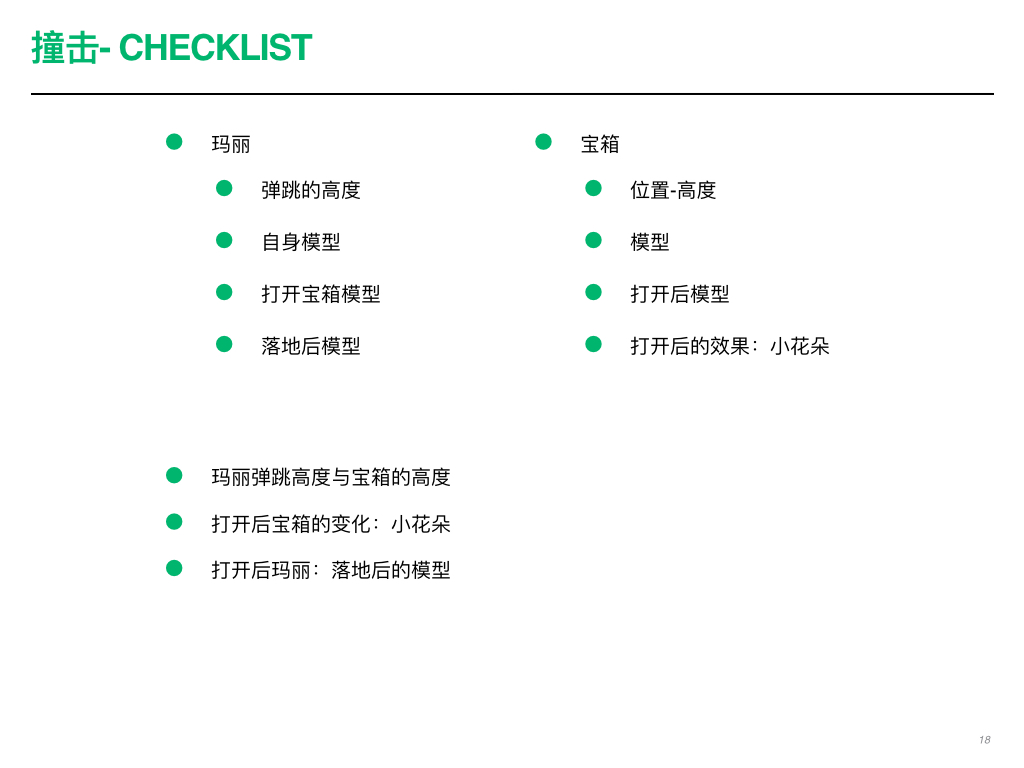 撞击- CHECKLIST
玛丽
弹跳的高度
自身模型
打开宝箱模型
落地后模型
宝箱
位置-高度
模型
打开后模型
打开后的效果：小花朵
玛丽弹跳高度与宝箱的高度
打开后宝箱的变化：小花朵
打开后玛丽：落地后的模型
18